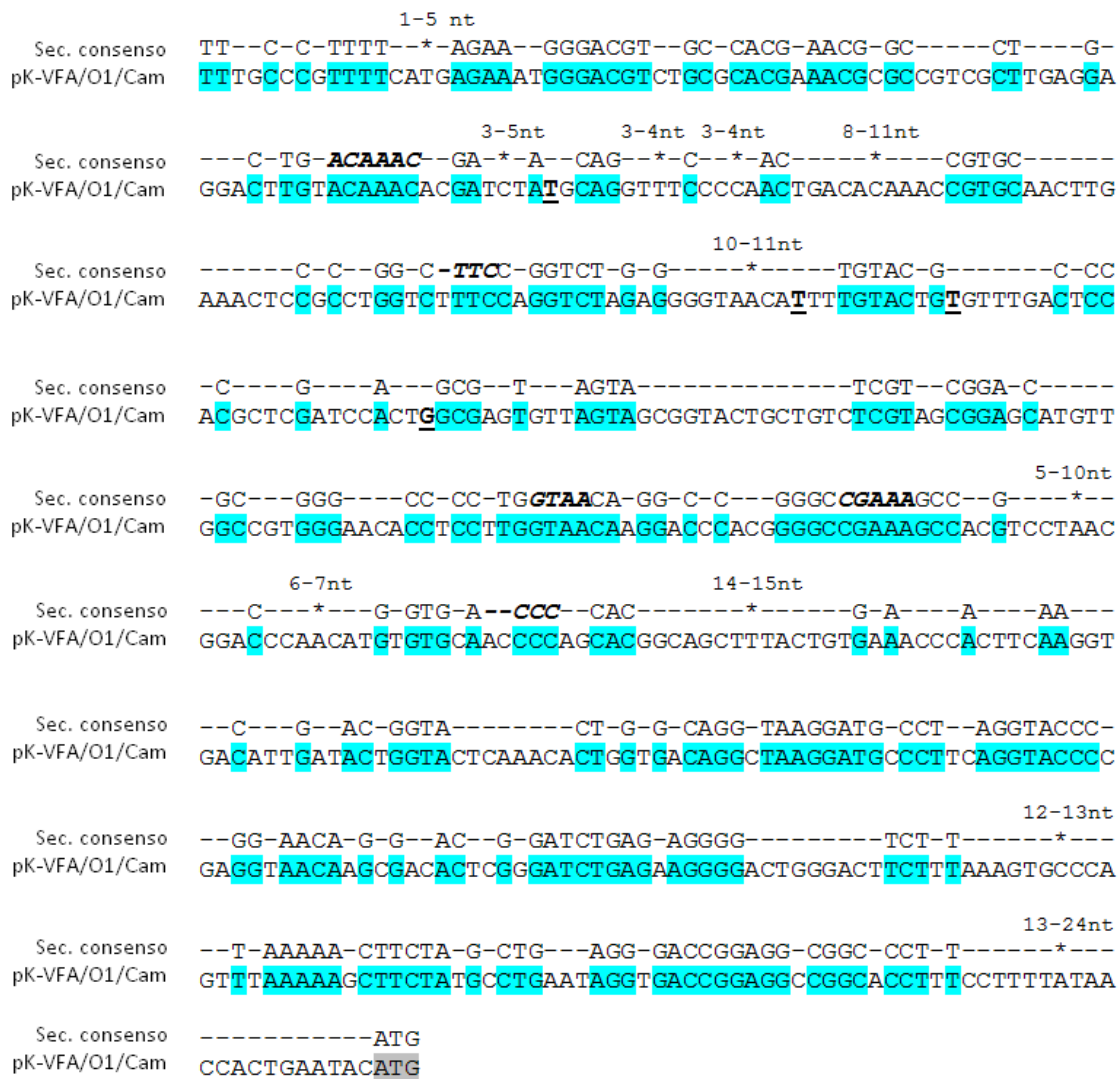 1-5 nt
Sec. consenso TT--C-C-TTTT--*-AGAA--GGGACGT--GC-CACG-AACG-GC-----CT----G-
pK-VFA/O1/Cam TTTGCCCGTTTTCATGAGAAATGGGACGTCTGCGCACGAAACGCGCCGTCGCTTGAGGA
3-5nt 3-4nt 3-4nt 8-11nt
Sec. consenso ---C-TG-ACAAAC--GA-*-A--CAG--*-C--*-AC-----*----CGTGC------
pK-VFA/O1/Cam GGACTTGTACAAACACGATCTATGCAGGTTTCCCCAACTGACACAAACCGTGCAACTTG
10-11nt
Sec. consenso ------C-C--GG-C-TTCC-GGTCT-G-G-----*-----TGTAC-G------C-CC
pK-VFA/O1/Cam AAACTCCGCCTGGTCTTTCCAGGTCTAGAGGGGTAACATTTTGTACTGTGTTTGACTCC
Sec. consenso -C----G----A---GCG--T---AGTA--------------TCGT--CGGA-C-----
pK-VFA/O1/Cam ACGCTCGATCCACTGGCGAGTGTTAGTAGCGGTACTGCTGTCTCGTAGCGGAGCATGTT
5-10nt
Sec. consenso -GC---GGG----CC-CC-TGGTAACA-GG-C-C---GGGCCGAAAGCC--G----*--
pK-VFA/O1/Cam GGCCGTGGGAACACCTCCTTGGTAACAAGGACCCACGGGGCCGAAAGCCACGTCCTAAC
6-7nt 14-15nt
Sec. consenso ---C---*---G-GTG-A--CCC--CAC-------*------G-A----A----AA---
pK-VFA/O1/Cam GGACCCAACATGTGTGCAACCCCAGCACGGCAGCTTTACTGTGAAACCCACTTCAAGGT
Sec. consenso --C---G--AC-GGTA--------CT-G-G-CAGG-TAAGGATG-CCT--AGGTACCC-
pK-VFA/O1/Cam GACATTGATACTGGTACTCAAACACTGGTGACAGGCTAAGGATGCCCTTCAGGTACCCC
12-13nt
Sec. consenso --GG-AACA-G-G--AC--G-GATCTGAG-AGGGG---------TCT-T------*---
pK-VFA/O1/Cam GAGGTAACAAGCGACACTCGGGATCTGAGAAGGGGACTGGGACTTCTTTAAAGTGCCCA
13-24nt
Sec. consenso --T-AAAAA-CTTCTA-G-CTG---AGG-GACCGGAGG-CGGC-CCT-T------*---
pK-VFA/O1/Cam GTTTAAAAAGCTTCTATGCCTGAATAGGTGACCGGAGGCCGGCACCTTTCCTTTTATAA
Sec. consenso -----------ATG
pK-VFA/O1/Cam CCACTGAATACATG